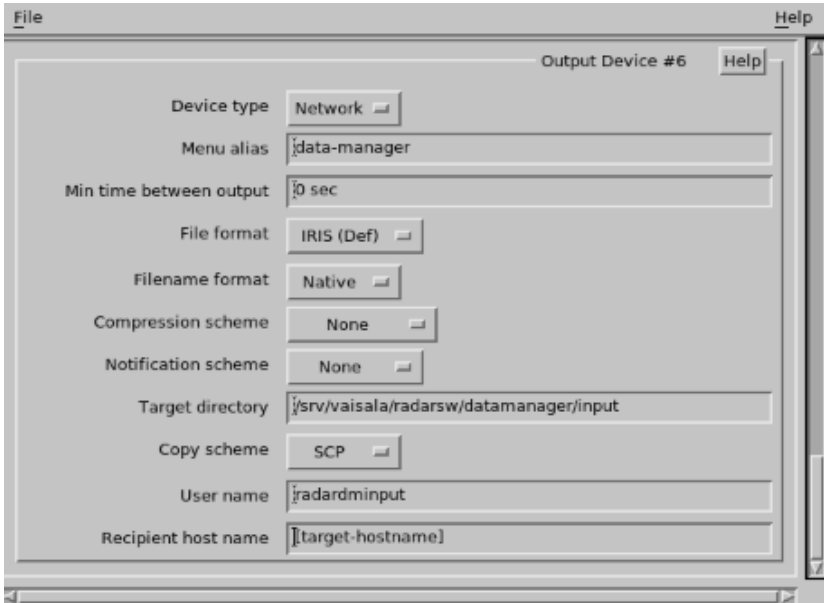 File Help
Output Device #6 Help
Device type Network
Menu alias data-manager
Min time between output 0 sec
File format IRIS (Def)
Filename format Native
Compression scheme None
Notification scheme None
Target directory /srv/vaisala/radarsw/datamanager/input
Copy scheme SCP
User name radardminput
Recipient host name [target-hostname]